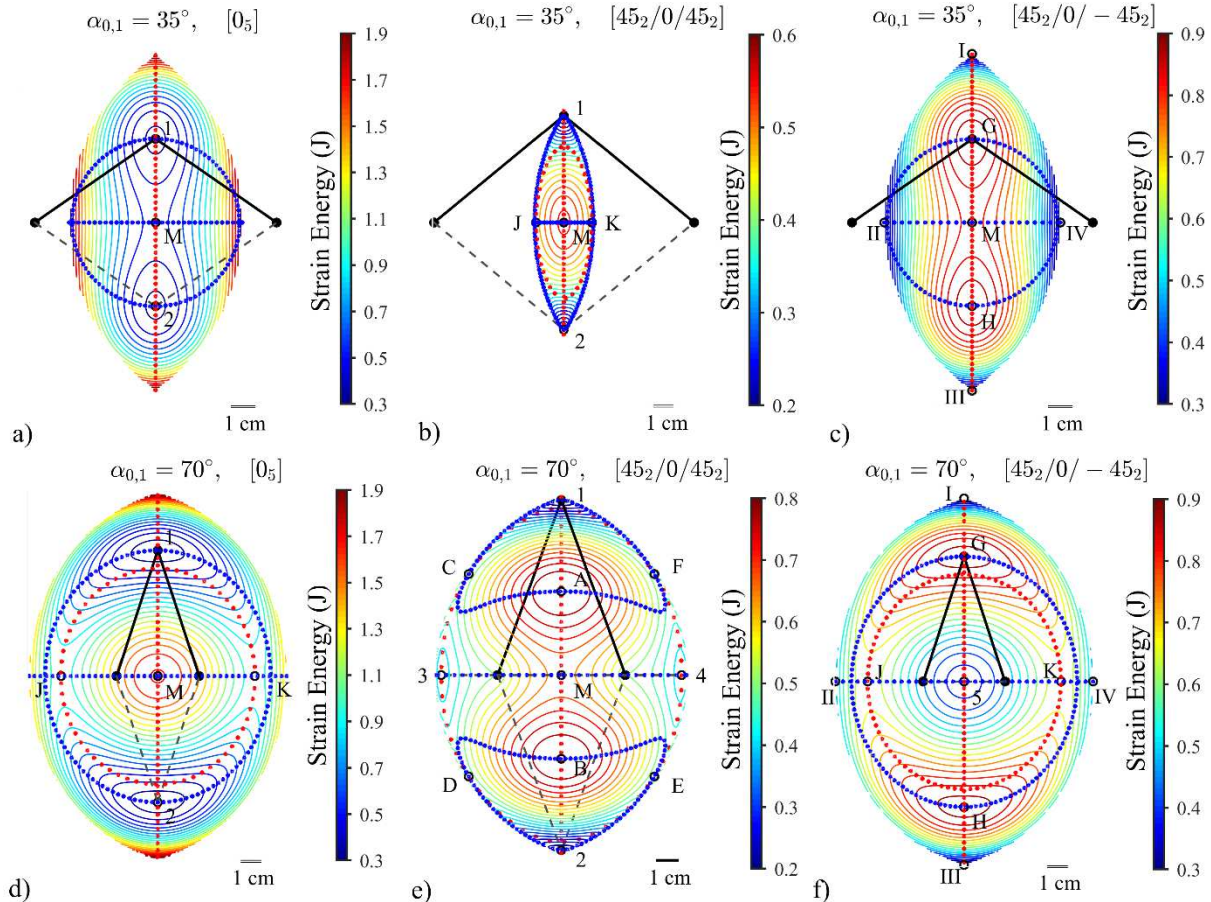 α0,1 = 35°, [0₅]
1
2
M
1.9
1.7
1.5
1.3
1.1
0.9
0.7
0.5
0.3
Strain Energy (J)
1 cm
a)
α0,1 = 35°, [45₂/0/45₂]
1
J
M
K
2
0.6
0.5
0.4
0.3
0.2
Strain Energy (J)
1 cm
b)
α0,1 = 35°, [45₂/0/ − 45₂]
I
G
II
M
IV
H
III
0.9
0.8
0.7
0.6
0.5
0.4
0.3
Strain Energy (J)
1 cm
c)
α0,1 = 70°, [0₅]
1
J
M
K
2
1.9
1.7
1.5
1.3
1.1
0.9
0.7
0.5
0.3
Strain Energy (J)
1 cm
d)
α0,1 = 70°, [45₂/0/45₂]
1
C
F
A
3
M
4
B
D
E
2
0.8
0.7
0.6
0.5
0.4
0.3
0.2
Strain Energy (J)
1 cm
e)
α0,1 = 70°, [45₂/0/ − 45₂]
I
G
J
K
II
5
IV
H
III
0.9
0.8
0.7
0.6
0.5
0.4
0.3
Strain Energy (J)
1 cm
f)